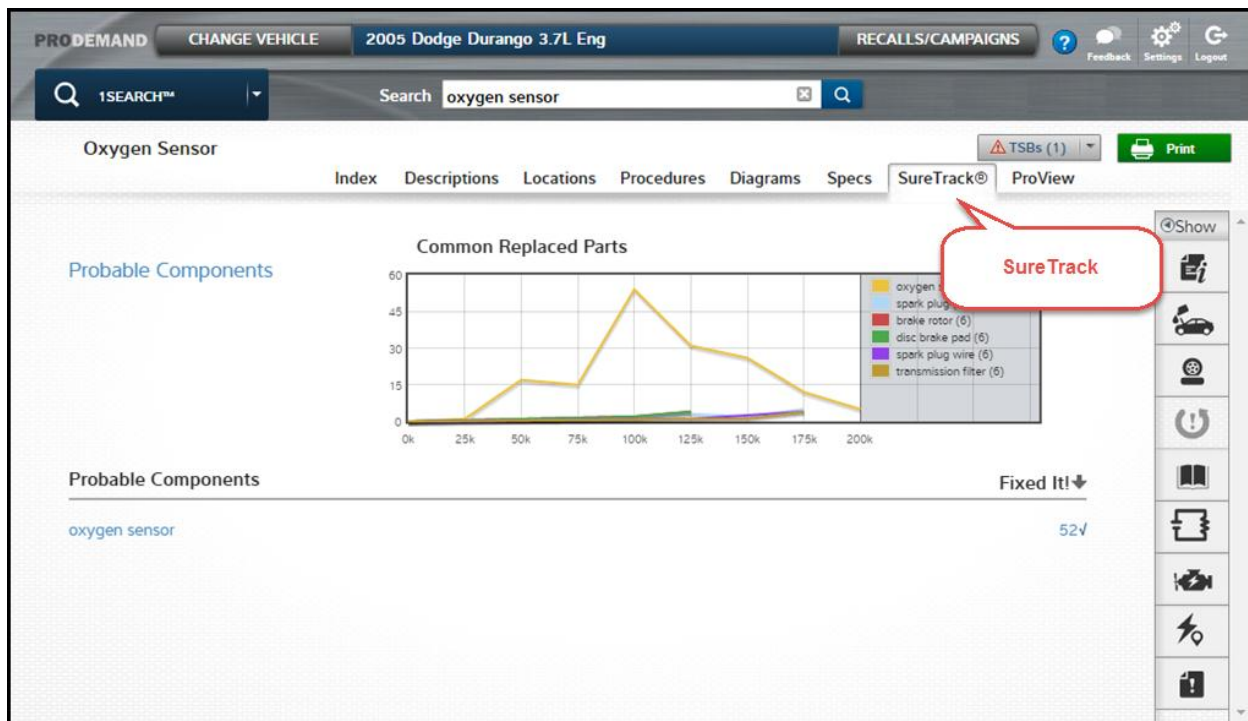 PRODEMAND CHANGE VEHICLE 2005 Dodge Durango 3.7L Eng RECALLS/CAMPAIGNS ? Feedback Settings Logout
1SEARCH™ Search oxygen sensor
Oxygen Sensor TSBs (1) Print
Index Descriptions Locations Procedures Diagrams Specs SureTrack® ProView
Show
Common Replaced Parts
SureTrack
Probable Components
60
45
30
15
0
0k 25k 50k 75k 100k 125k 150k 175k 200k
oxygen
spark plug
brake rotor (6)
disc brake pad (6)
spark plug wire (6)
transmission filter (6)
Probable Components Fixed It!
oxygen sensor 52√